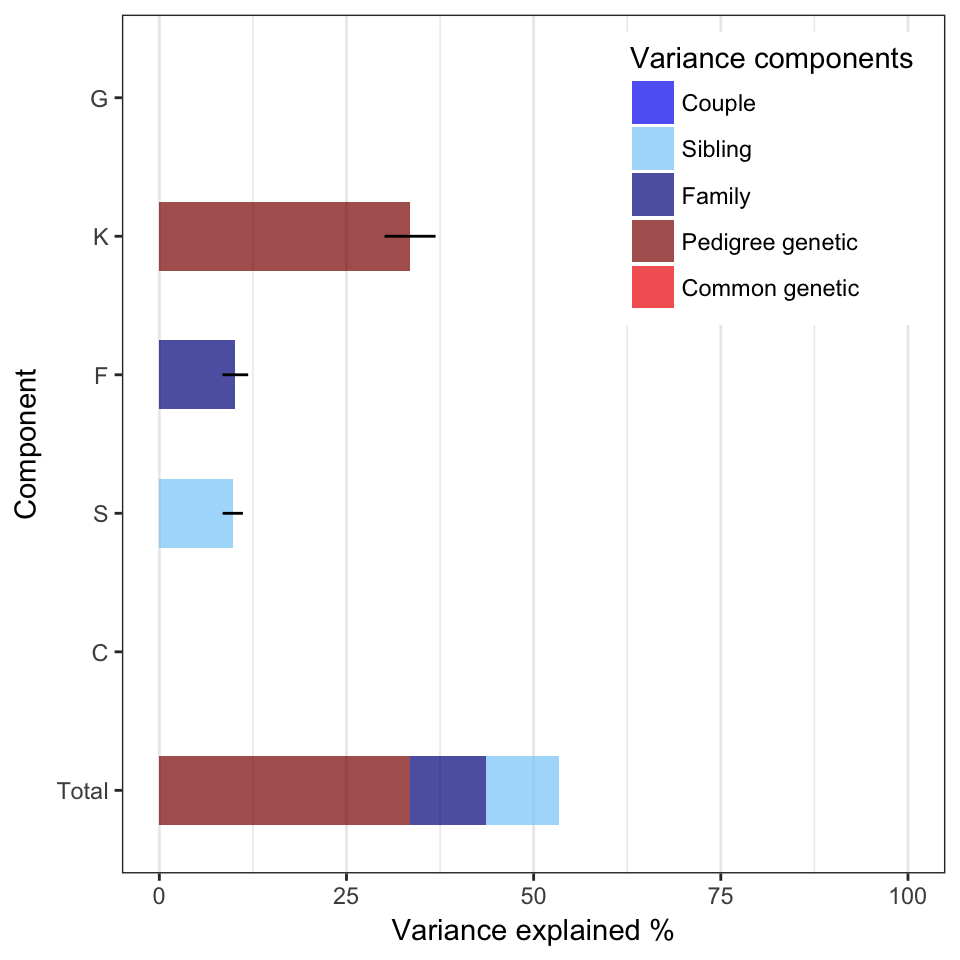 Variance components
Couple
Sibling
Family
Pedigree genetic
Common genetic
G
K
F
S
C
Total
Component
0 25 50 75 100
Variance explained %